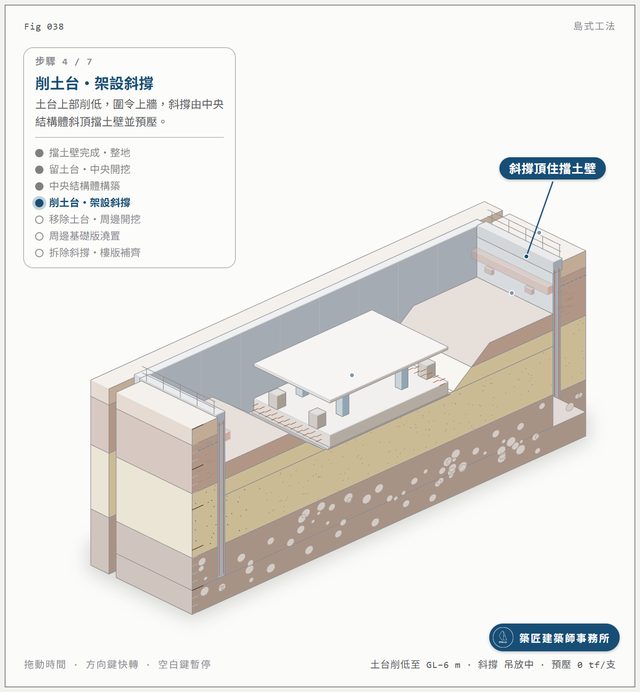 Fig 038
島式工法
步驟 4 / 7
削土台・架設斜撐
土台上部削低，圍令上牆，斜撐由中央
結構體斜頂擋土壁並預壓。
擋土壁完成・整地
留土台・中央開挖
中央結構體構築
削土台・架設斜撐
移除土台・周邊開挖
周邊基礎版澆置
拆除斜撐・樓版補齊
斜撐頂住擋土壁
築匠建築師事務所
拖動時間 · 方向鍵快轉 · 空白鍵暫停
土台削低至 GL-6 m · 斜撐 吊放中 · 預壓 0 tf/支